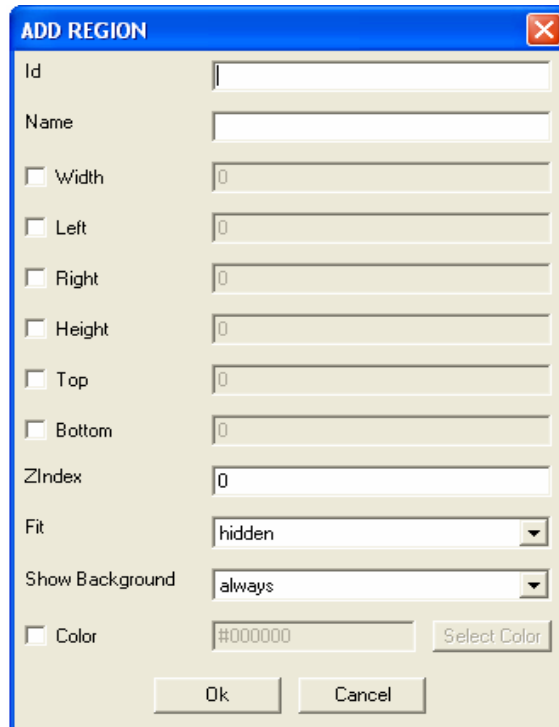 ADD REGION
Id
Name
Width 0
Left 0
Right 0
Height 0
Top 0
Bottom 0
ZIndex 0
Fit hidden
Show Background always
Color #000000 Select Color
Ok Cancel